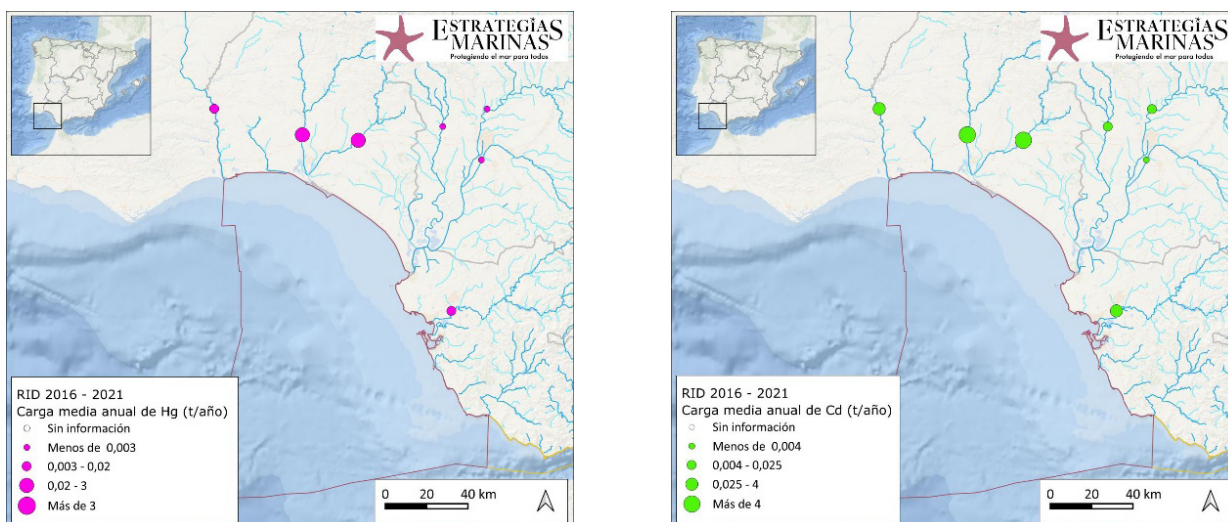 ESTRATEGIAS
MARINAS
Protegiendo el mar para todos
RID 2016 - 2021
Carga media anual de Hg (t/año)
Sin información
Menos de 0,003
0,003 - 0,02
0,02 - 3
Más de 3
0 20 40 km
ESTRATEGIAS
MARINAS
Protegiendo el mar para todos
RID 2016 - 2021
Carga media anual de Cd (t/año)
Sin información
Menos de 0,004
0,004 - 0,025
0,025 - 4
Más de 4
0 20 40 km